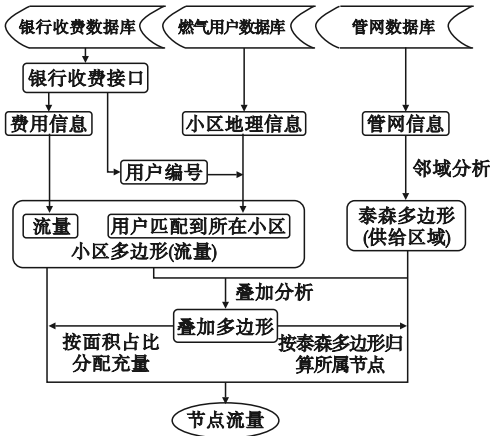 银行收费数据库
燃气用户数据库
管网数据库
银行收费接口
费用信息
小区地理信息
管网信息
用户编号
邻域分析
流量
用户匹配到所在小区
小区多边形(流量)
泰森多边形
(供给区域)
叠加分析
叠加多边形
按面积占比
分配充量
按泰森多边形归
算所属节点
节点流量